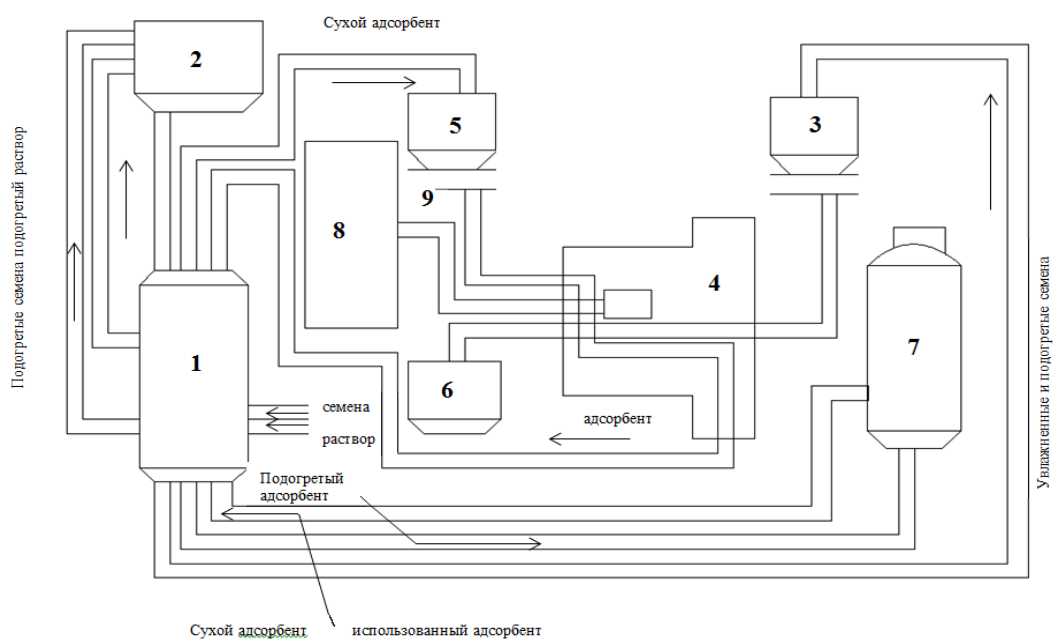 Сухой адсорбент
2
5
3
Подогретые семена подогретый раствор
9
8
4
1
6
7
семена
раствор
адсорбент
Увлажненные и подогретые семена
Подогретый
адсорбент
Сухой адсорбент
использованный адсорбент